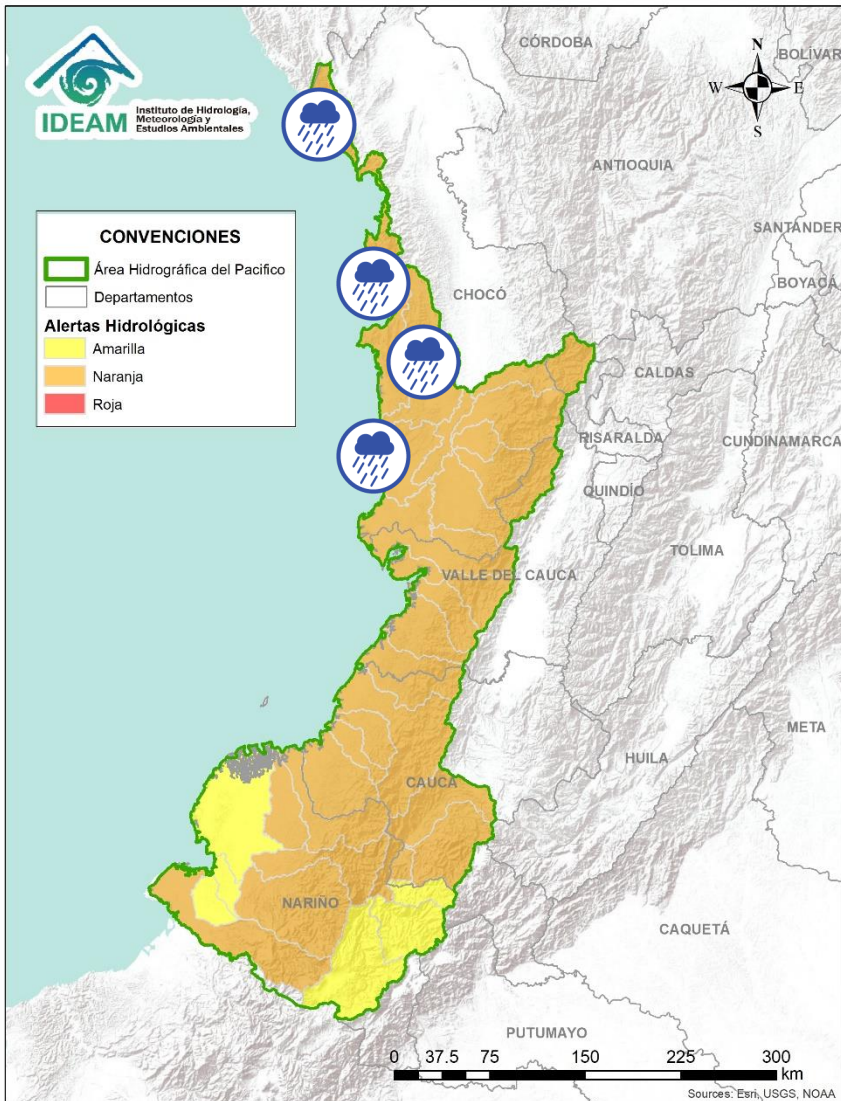 IDEAM
Instituto de Hidrología,
Meteorología y
Estudios Ambientales
CÓRDOBA
BOLÍVAR
N
W
E
S
ANTIOQUIA
SANTANDER
BOYACÁ
CONVENCIONES
Área Hidrográfica del Pacifico
Departamentos
Alertas Hidrológicas
Amarilla
Naranja
Roja
CHOCÓ
CALDAS
RISARALDA
CUNDINAMARCA
QUINDÍO
TOLIMA
VALLE DEL CAUCA
META
HUILA
CAUCA
NARIÑO
CAQUETÁ
PUTUMAYO
0 37.5 75 150 225 300
km
Sources: Esri, USGS, NOAA